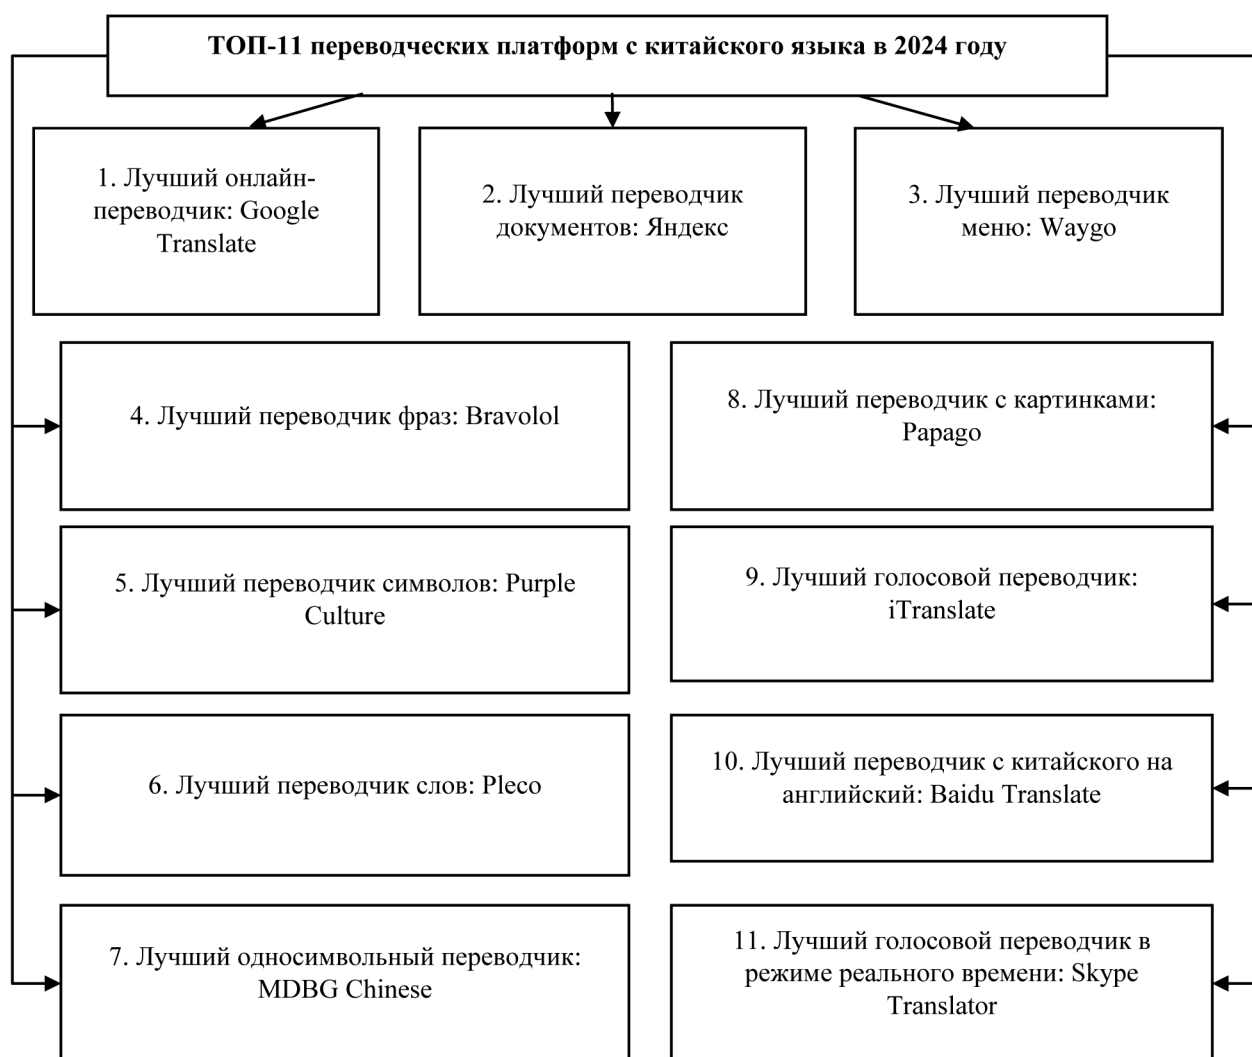 ТОП-11 переводческих платформ с китайского языка в 2024 году
1. Лучший онлайн-
переводчик: Google
Translate
2. Лучший переводчик
документов: Яндекс
3. Лучший переводчик
меню: Waygo
4. Лучший переводчик фраз: Bravolol
5. Лучший переводчик символов: Purple
Culture
6. Лучший переводчик слов: Pleco
7. Лучший односимвольный переводчик:
MDBG Chinese
8. Лучший переводчик с картинками:
Papago
9. Лучший голосовой переводчик:
iTranslate
10. Лучший переводчик с китайского на
английский: Baidu Translate
11. Лучший голосовой переводчик в
режиме реального времени: Skype
Translator